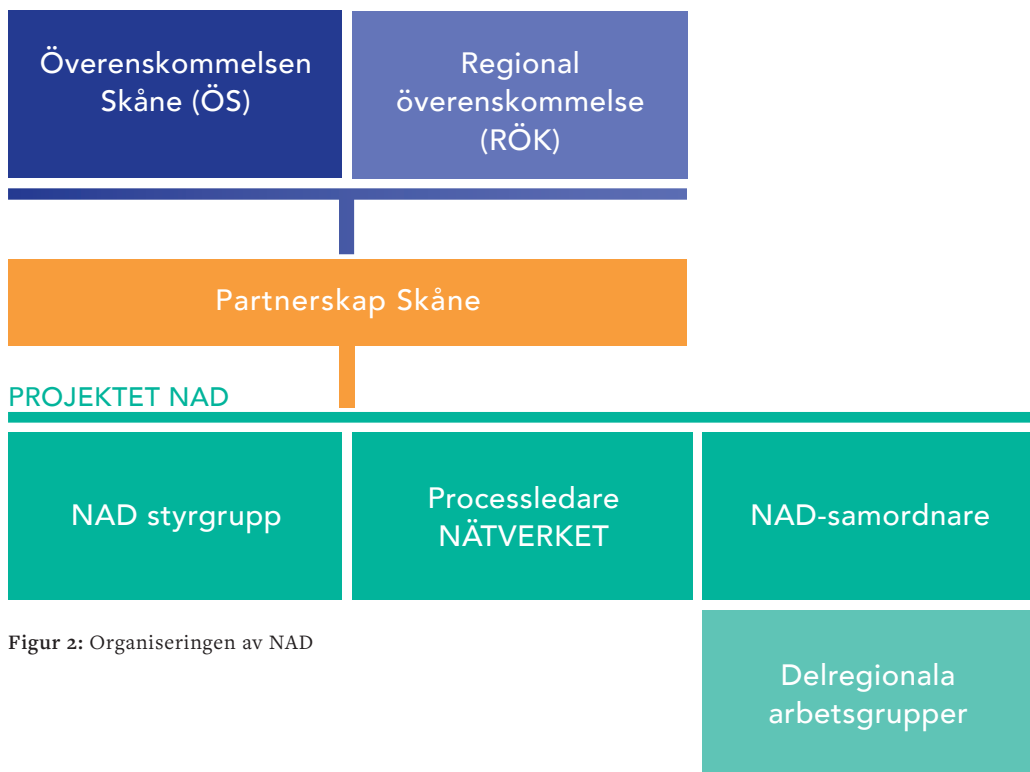 Överenskommelsen
Skåne (ÖS)
Regional
överenskommelse
(RÖK)
Partnerskap Skåne
PROJEKTET NAD
NAD styrgrupp
Processledare
NÄTVERKET
NAD-samordnare
Figur 2: Organiseringen av NAD
Delregionala
arbetsgrupper